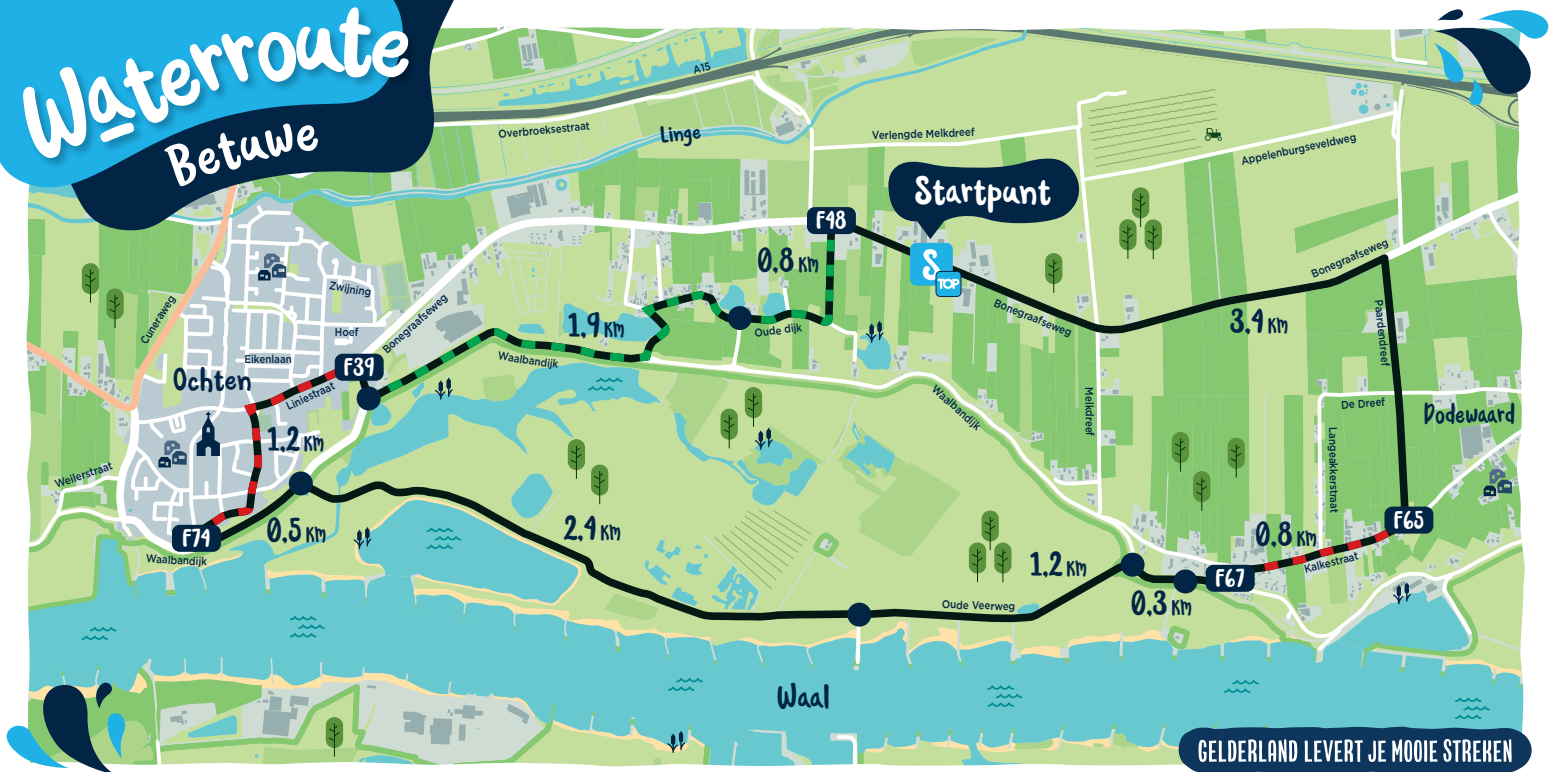 Waterroute
Betuwe
A15
Overbroeksestraat
Linge
Verlengde Melkdreef
Appelenburgseveldweg
Startpunt
F48
S
TOP
0,8 KM
Bonegraafseweg
Bonegraafseweg
3,4 KM
Paardendreef
Cuneraweg
Zwijning
Hoef
Eikenlaan
Bonegraafseweg
1,9 KM
Oude dijk
Waalbandijk
F39
Ochten
Liniestraat
1,2 KM
Waalbandijk
Melkdreef
De Dreef
Dodewaard
Langeakkerstraat
Weilerstraat
F74
0,5 KM
Waalbandijk
2,4 KM
F65
0,8 KM
Kalkestraat
1,2 KM
F67
0,3 KM
Oude Veerweg
Waal
GELDERLAND LEVERT JE MOOIE STREKEN